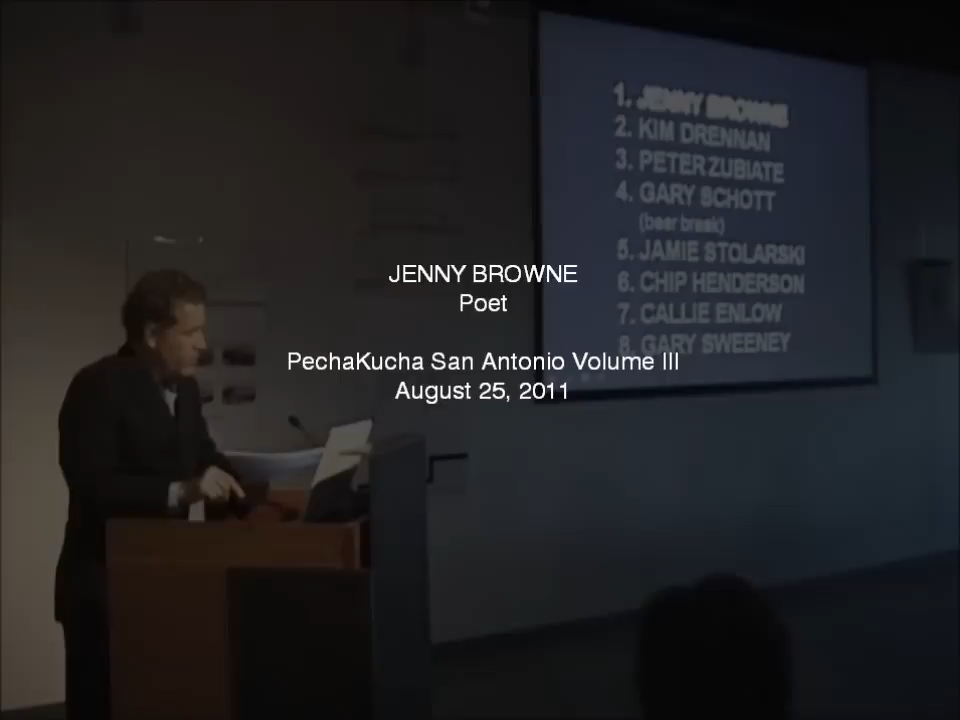 1. JENNY BROWNE
2. KIM DRENNAN
3. PETER ZUBIATE
4. GARY SCHOTT
(beer break)
5. JAMIE STOLARSKI
6. CHIP HENDERSON
7. CALLIE ENLOW
8. GARY SWEENEY
JENNY BROWNE
Poet
PechaKucha San Antonio Volume III
August 25, 2011